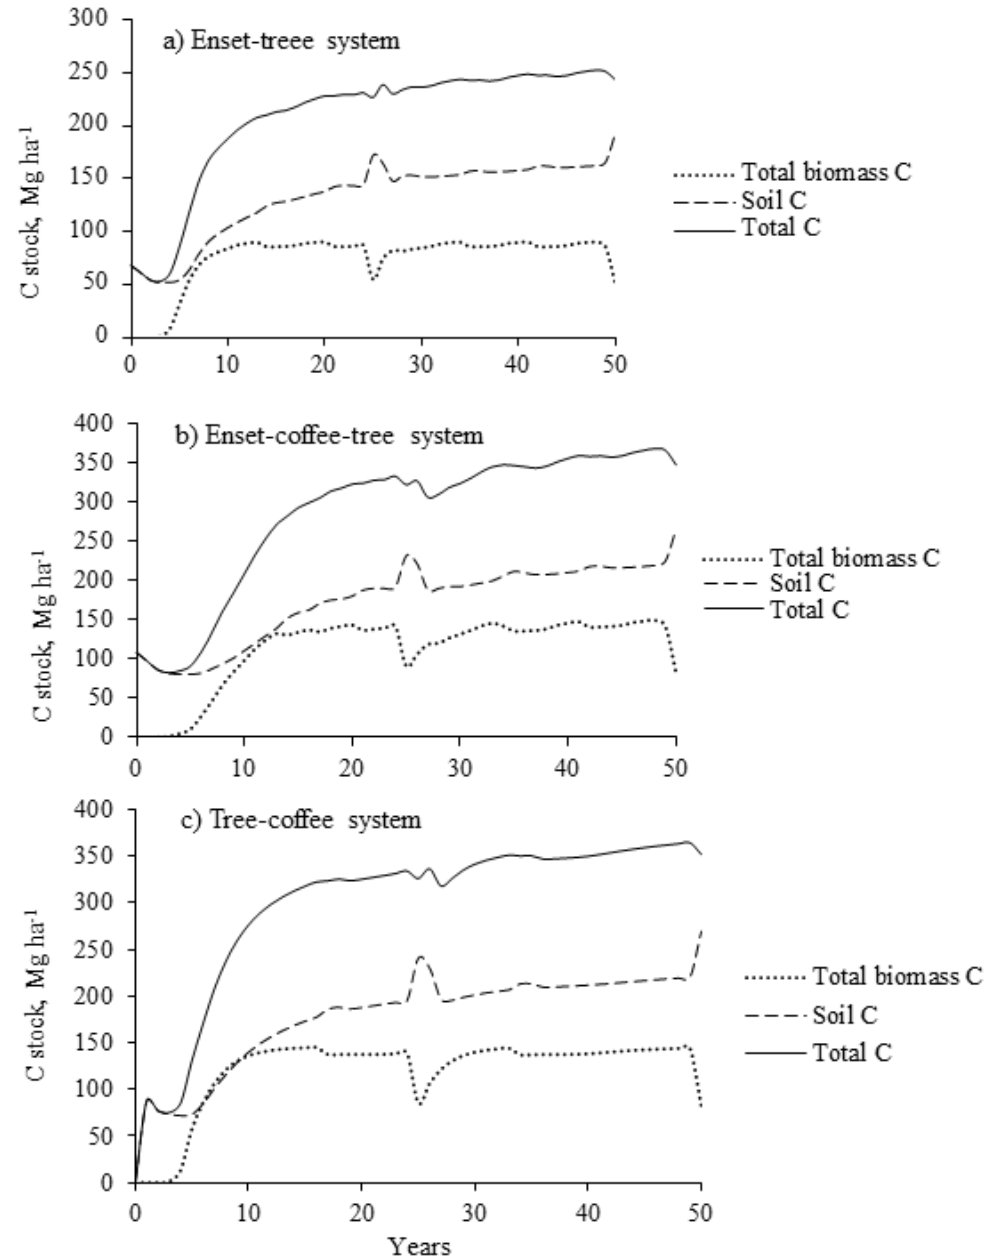 a) Enset-treee system
300
250
200
150
100
50
0
C stock, Mg ha-1
0 10 20 30 40 50
Total biomass C
Soil C
Total C
b) Enset-coffee-tree system
400
350
300
250
200
150
100
50
0
C stock, Mg ha-1
0 10 20 30 40 50
Total biomass C
Soil C
Total C
c) Tree-coffee system
400
350
300
250
200
150
100
50
0
C stock, Mg ha-1
0 10 20 30 40 50
Years
Total biomass C
Soil C
Total C